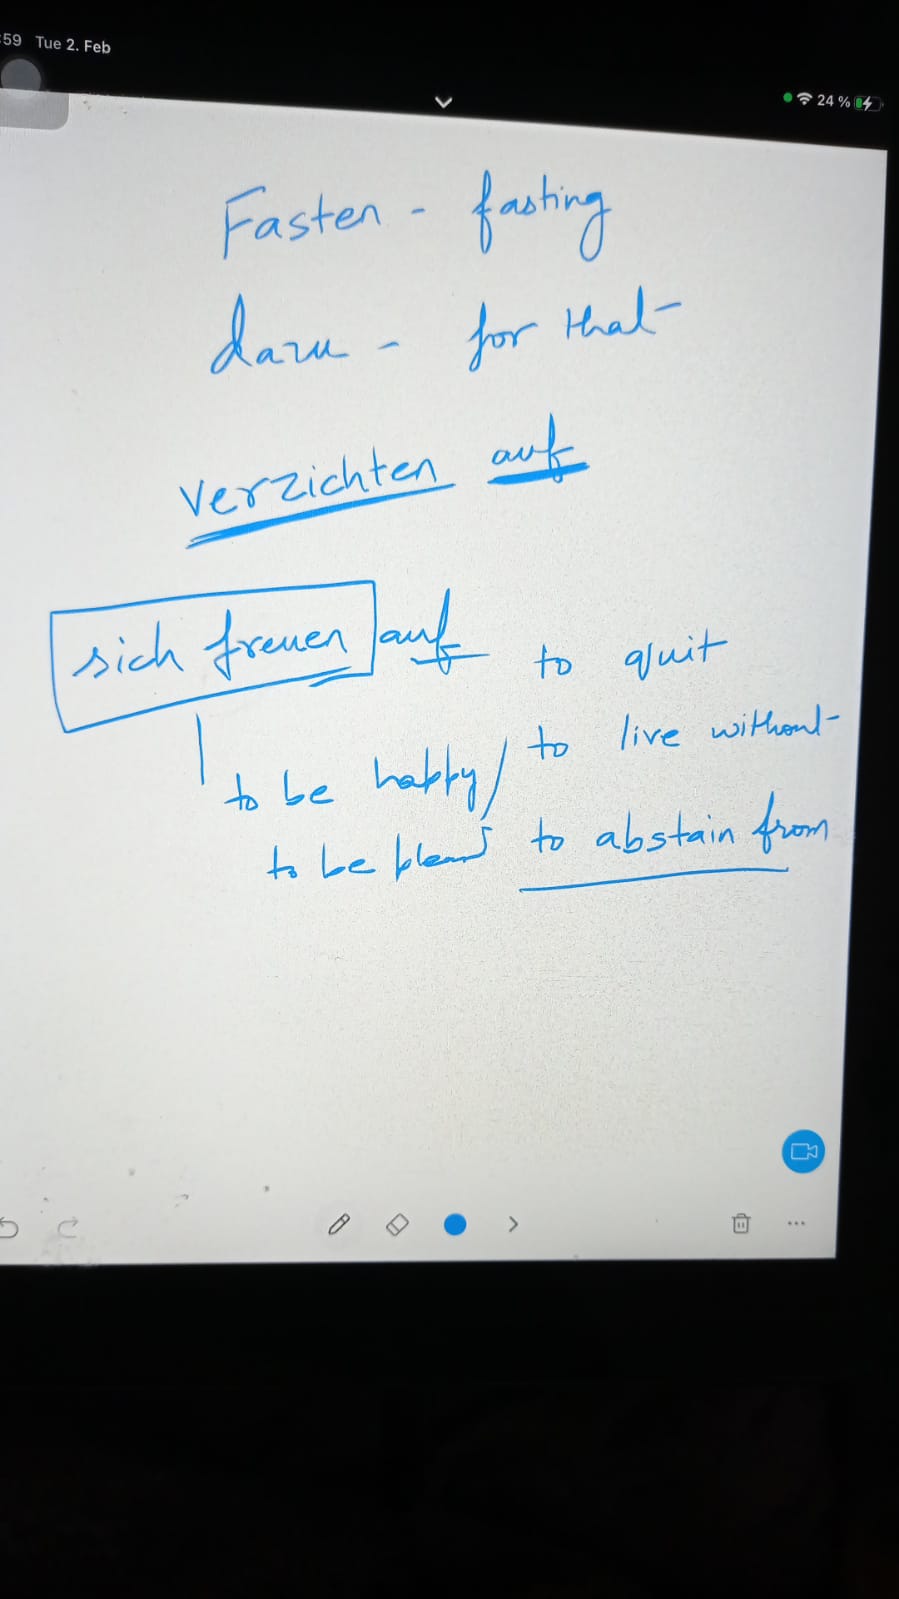 :59 Tue 2. Feb
24 %
Fasten - fasting
dazu - for that
verzichten auf
sich freuen auf
to quit
to live without
to be happy/
to abstain from
to be